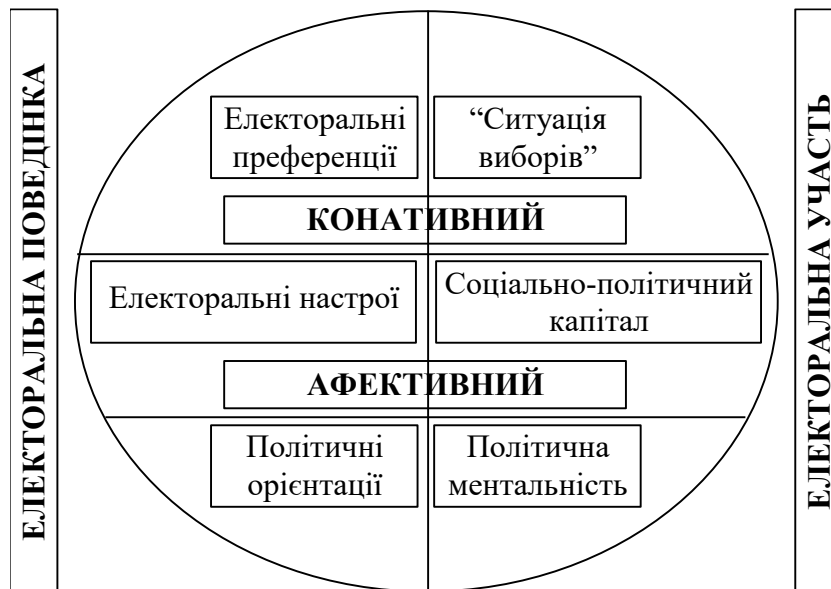 ЕЛЕКТОРАЛЬНА ПОВЕДІНКА
Електоральні
преференції
“Ситуація
виборів”
КОНАТИВНИЙ
Електоральні настрої
Соціально-політичний
капітал
АФЕКТИВНИЙ
Політичні
орієнтації
Політична
ментальність
ЕЛЕКТОРАЛЬНА УЧАСТЬ